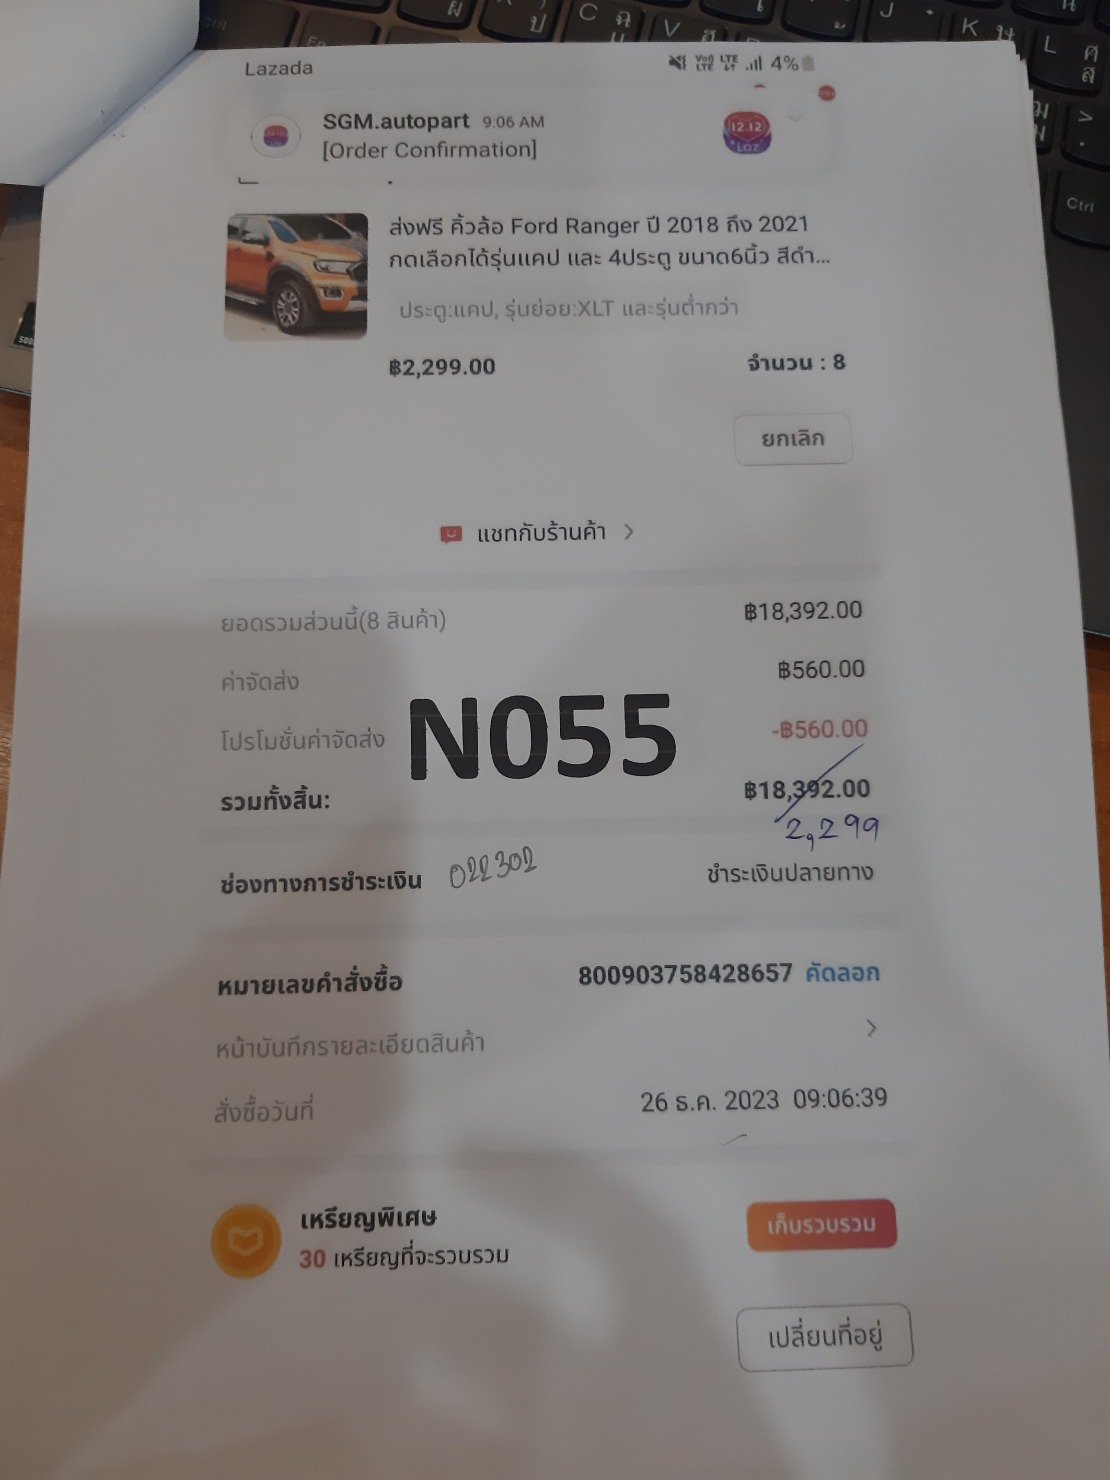 Lazada
4%
SGM.autopart 9:06 AM
[Order Confirmation]
12.12
ส่งฟรี คิ้วล้อ Ford Ranger ปี 2018 ถึง 2021
กดเลือกได้รุ่นแคป และ 4ประตู ขนาด6นิ้ว สีดำ...
ประตู:แคป, รุ่นย่อย:XLT และรุ่นต่ำกว่า
฿2,299.00 จำนวน : 8
ยกเลิก
แชทกับร้านค้า >
ยอดรวมส่วนนี้(8 สินค้า) ฿18,392.00
ค่าจัดส่ง ฿560.00
โปรโมชั่นค่าจัดส่ง -฿560.00
N055
รวมทั้งสิ้น: ฿18,392.00
2,299
ช่องทางการชำระเงิน 022302 ชำระเงินปลายทาง
หมายเลขคำสั่งซื้อ 800903758428657 คัดลอก
หน้าบันทึกรายละเอียดสินค้า >
สั่งซื้อวันที่ 26 ธ.ค. 2023 09:06:39
เหรียญพิเศษ
30 เหรียญที่จะรวบรวม
เก็บรวบรวม
เปลี่ยนที่อยู่